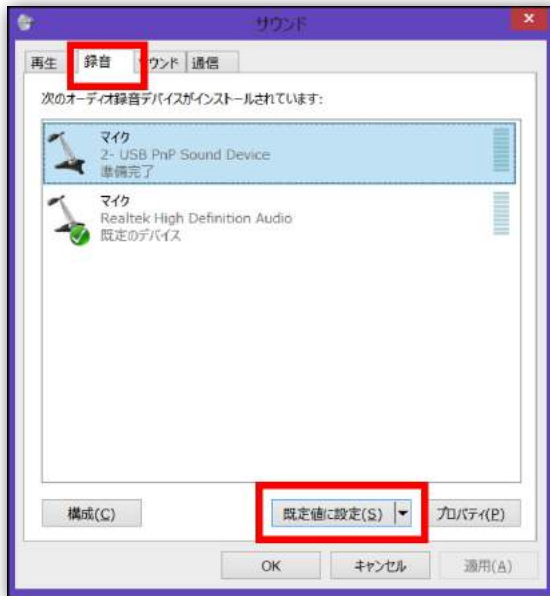 サウンド
再生 録音 サウンド 通信
次のオーディオ録音デバイスがインストールされています:
マイク
2- USB PnP Sound Device
準備完了
マイク
Realtek High Definition Audio
既定のデバイス
構成(C) 既定値に設定(S) プロパティ(P)
OK キャンセル 適用(A)